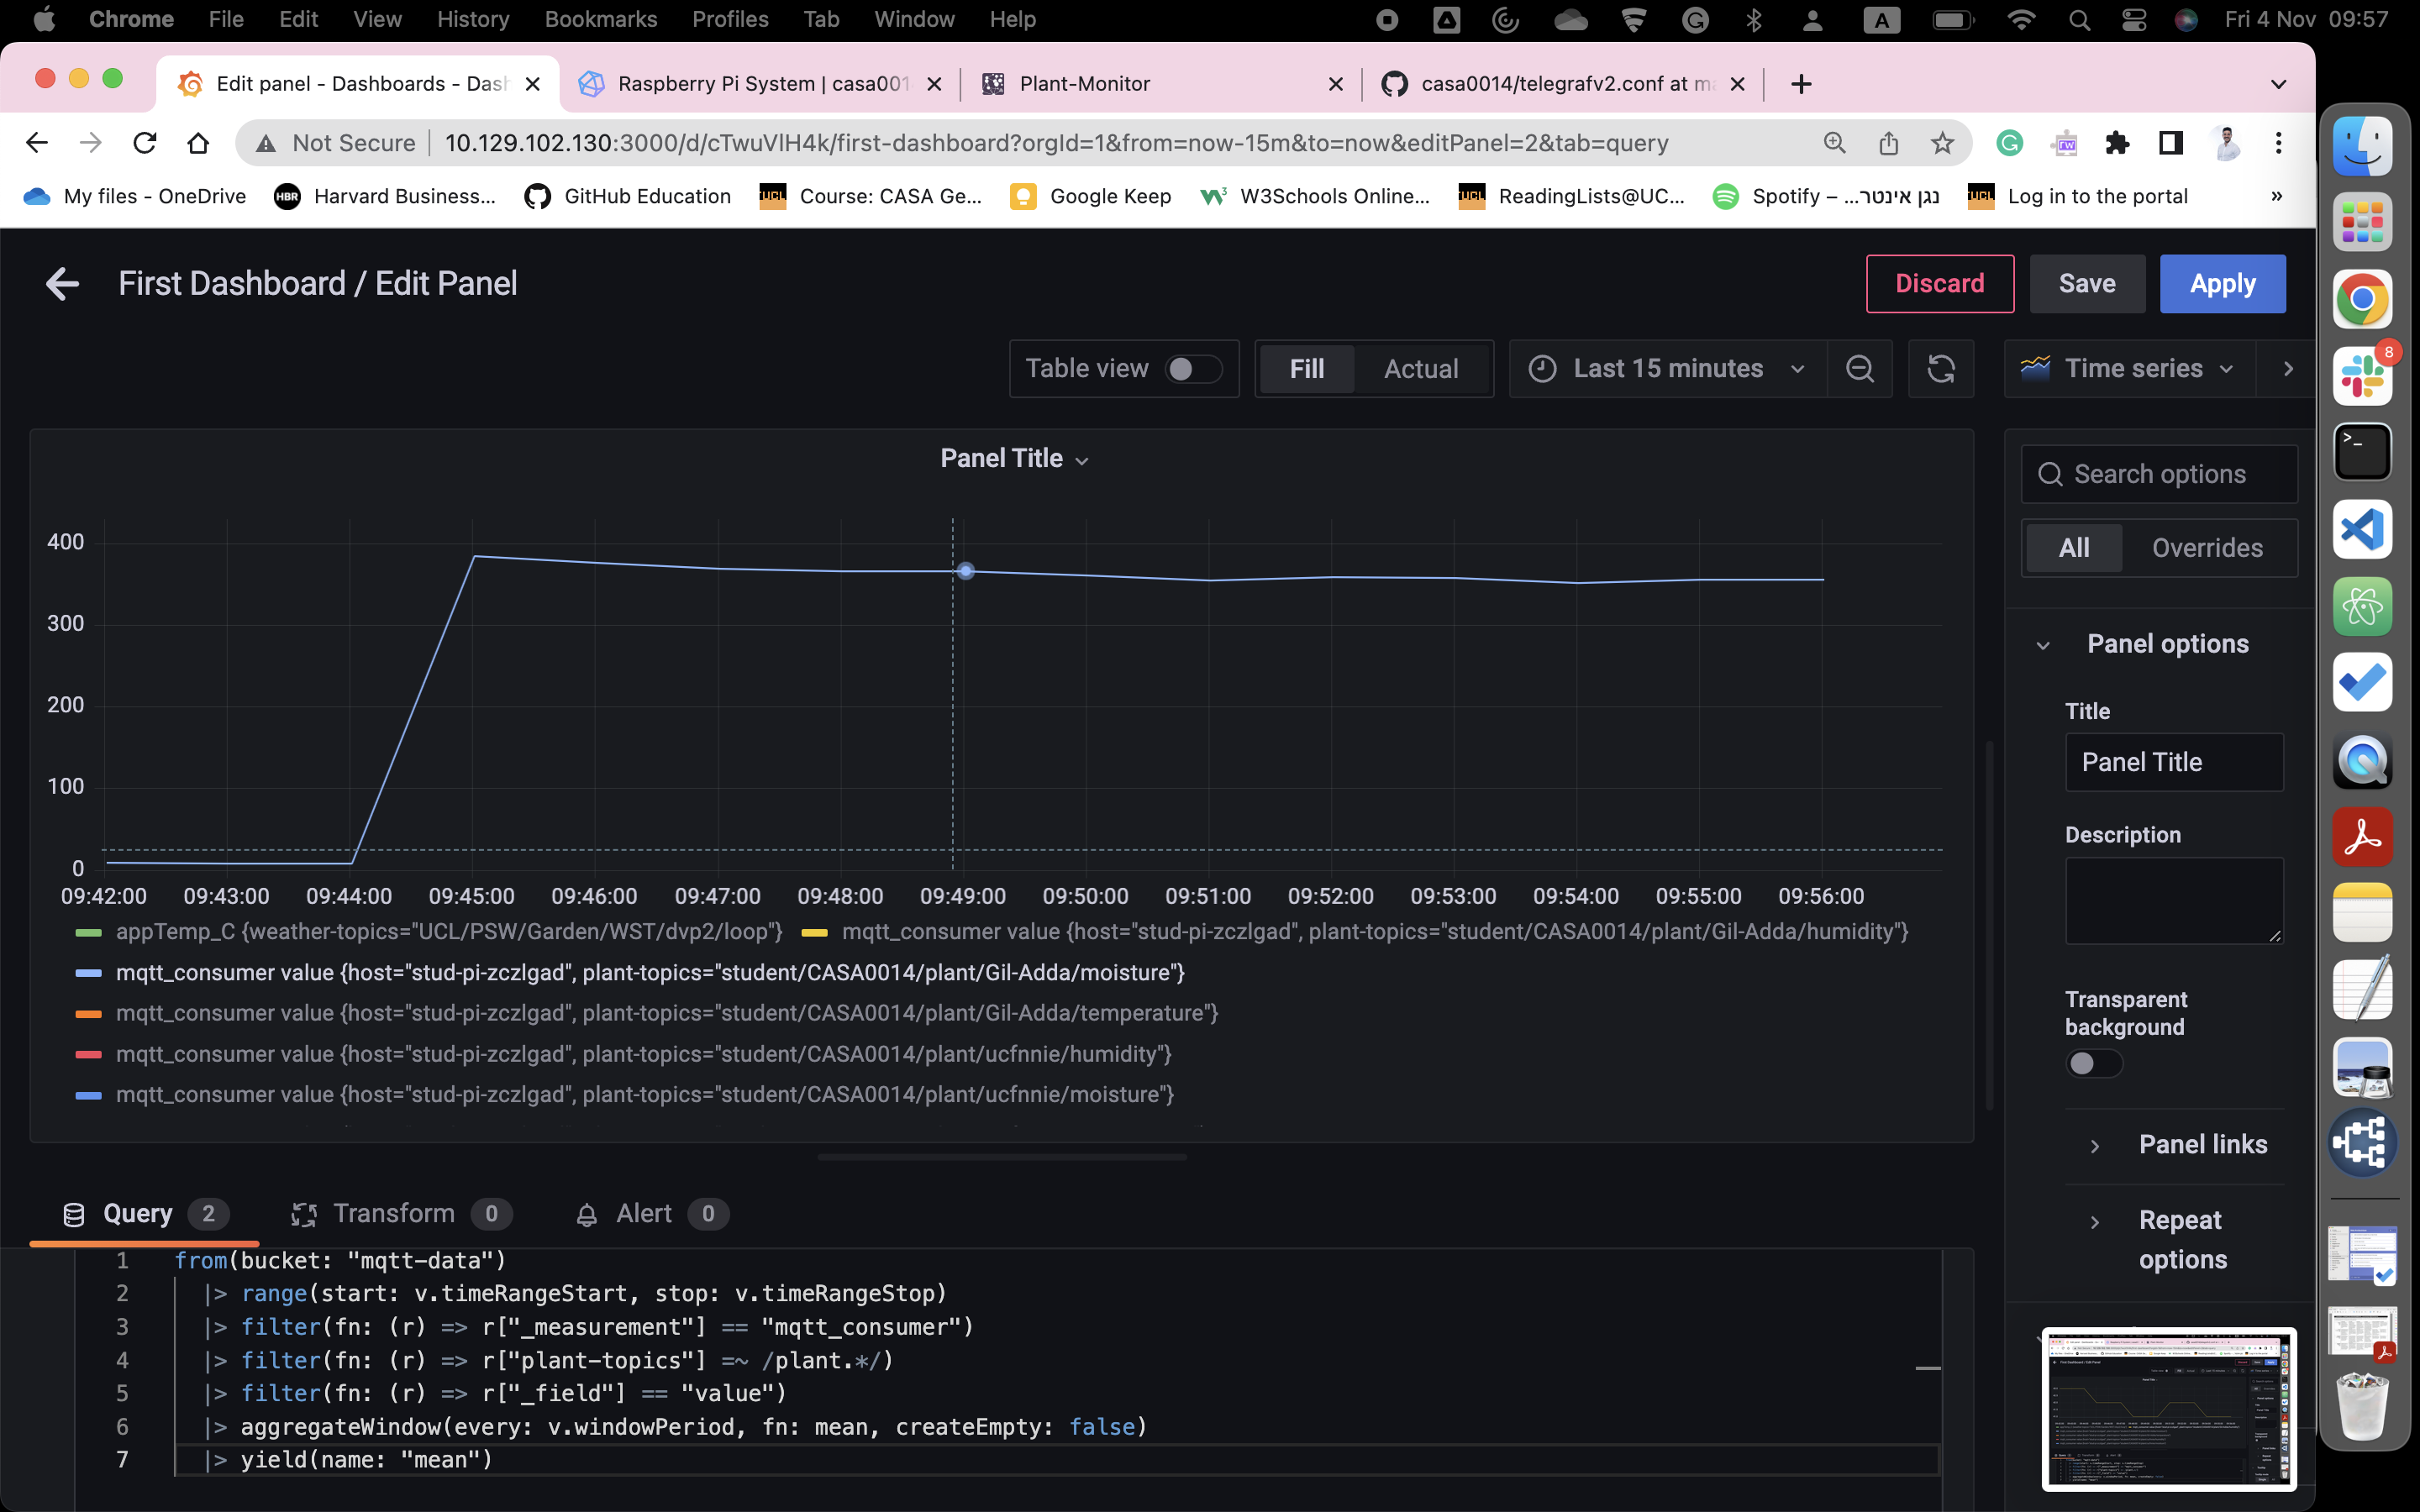 Chrome File Edit View History Bookmarks Profiles Tab Window Help A Fri 4 Nov 09:57
Edit panel - Dashboards - Dash Raspberry Pi System | casa001 Plant-Monitor casa0014/telegrafv2.conf at ma
Not Secure 10.129.102.130:3000/d/cTwuVlH4k/first-dashboard?orgId=1&from=now-15m&to=now&editPanel=2&tab=query
My files - OneDrive HBR Harvard Business... GitHub Education UCL Course: CASA Ge... Google Keep W3Schools Online... UCL ReadingLists@UC... Spotify – ...נגן אינטר UCL Log in to the portal »
First Dashboard / Edit Panel Discard Save Apply
Table view Fill Actual Last 15 minutes Time series
8
Panel Title
Search options
All Overrides
400
300
200
100
0
09:42:00 09:43:00 09:44:00 09:45:00 09:46:00 09:47:00 09:48:00 09:49:00 09:50:00 09:51:00 09:52:00 09:53:00 09:54:00 09:55:00 09:56:00
appTemp_C {weather-topics="UCL/PSW/Garden/WST/dvp2/loop"} mqtt_consumer value {host="stud-pi-zczlgad", plant-topics="student/CASA0014/plant/Gil-Adda/humidity"}
mqtt_consumer value {host="stud-pi-zczlgad", plant-topics="student/CASA0014/plant/Gil-Adda/moisture"}
mqtt_consumer value {host="stud-pi-zczlgad", plant-topics="student/CASA0014/plant/Gil-Adda/temperature"}
mqtt_consumer value {host="stud-pi-zczlgad", plant-topics="student/CASA0014/plant/ucfnnie/humidity"}
mqtt_consumer value {host="stud-pi-zczlgad", plant-topics="student/CASA0014/plant/ucfnnie/moisture"}
Panel options
Title
Panel Title
Description
Transparent
background
Panel links
Repeat
options
Query 2 Transform 0 Alert 0
1 from(bucket: "mqtt-data")
2 |> range(start: v.timeRangeStart, stop: v.timeRangeStop)
3 |> filter(fn: (r) => r["_measurement"] == "mqtt_consumer")
4 |> filter(fn: (r) => r["plant-topics"] =~ /plant.*/)
5 |> filter(fn: (r) => r["_field"] == "value")
6 |> aggregateWindow(every: v.windowPeriod, fn: mean, createEmpty: false)
7 |> yield(name: "mean")